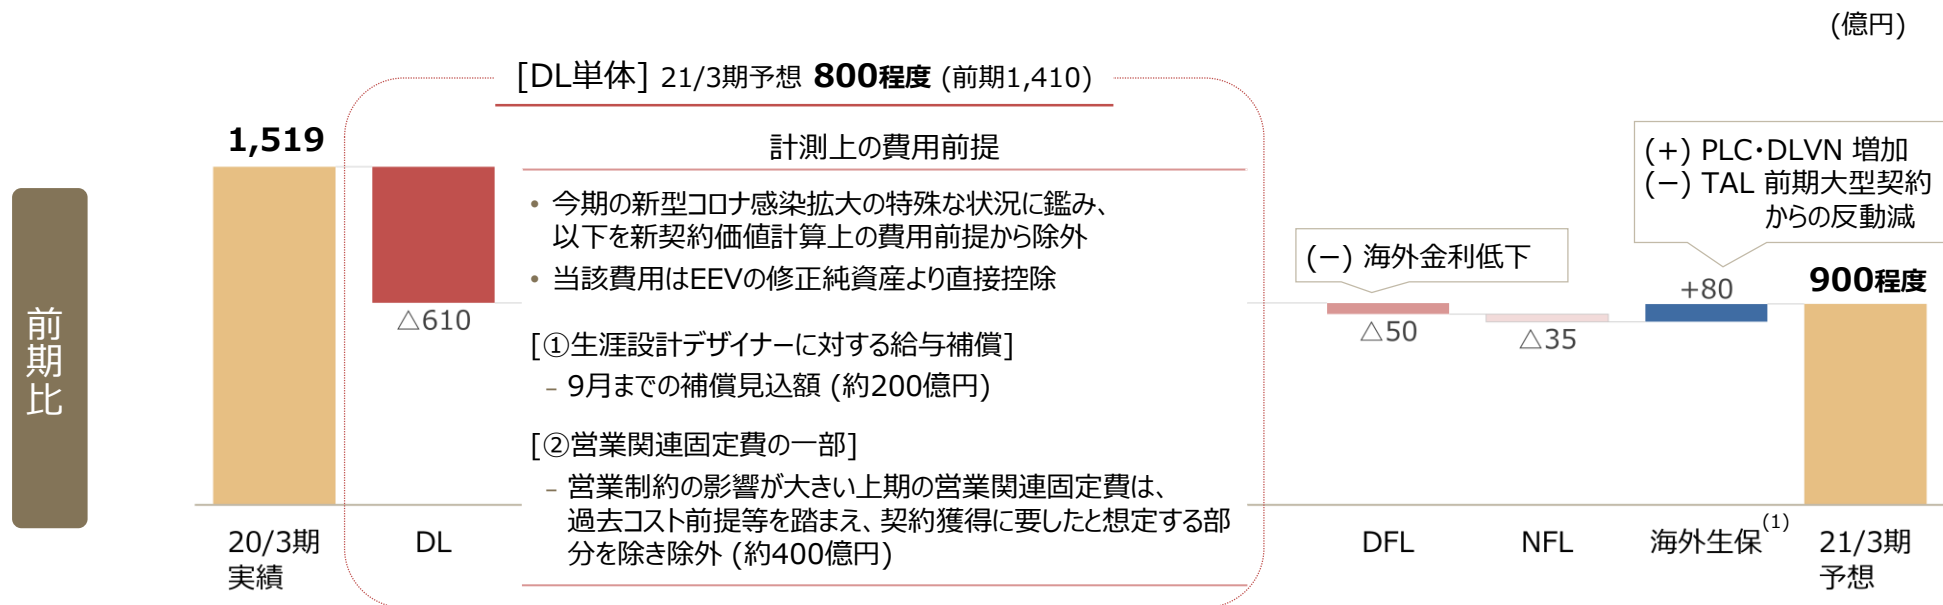 (億円)
[DL単体] 21/3期予想 800程度 (前期1,410)
前期比
1,519
△610
計測上の費用前提
• 今期の新型コロナ感染拡大の特殊な状況に鑑み、
以下を新契約価値計算上の費用前提から除外
• 当該費用はEEVの修正純資産より直接控除
[①生涯設計デザイナーに対する給与補償]
– 9月までの補償見込額 (約200億円)
[②営業関連固定費の一部]
– 営業制約の影響が大きい上期の営業関連固定費は、
過去コスト前提等を踏まえ、契約獲得に要したと想定する部
分を除き除外 (約400億円)
(－) 海外金利低下
△50
△35
(＋) PLC・DLVN 増加
(－) TAL 前期大型契約
からの反動減
+80
900程度
20/3期
実績
DL
DFL
NFL
海外生保(1)
21/3期
予想